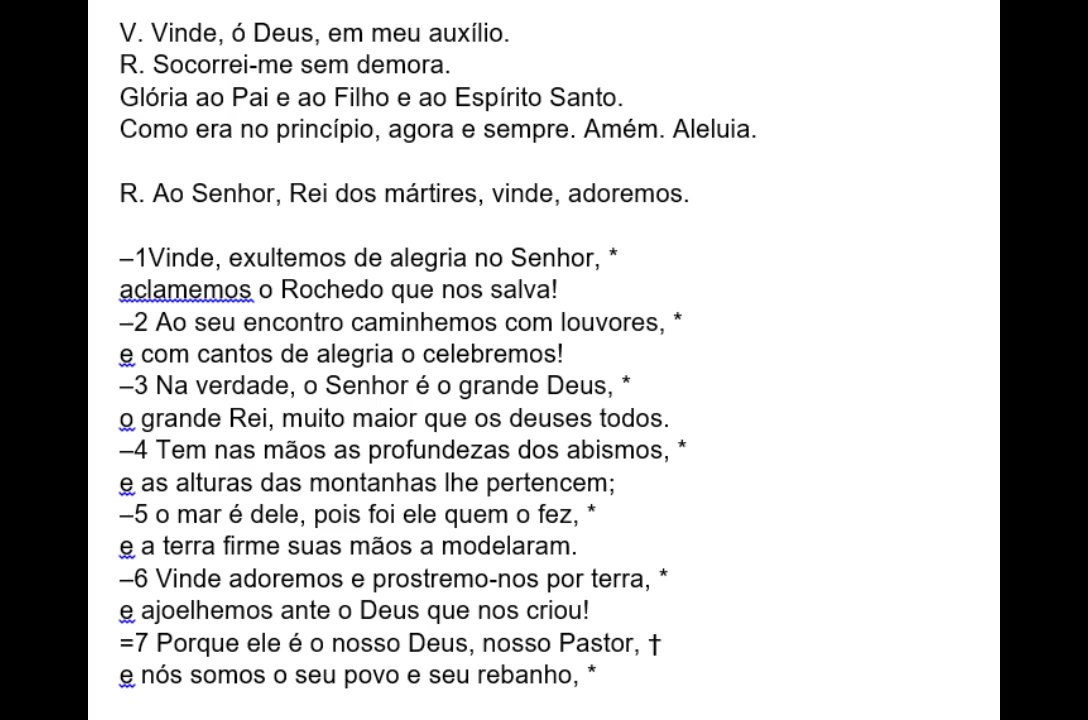 V. Vinde, ó Deus, em meu auxílio.
R. Socorrei-me sem demora.
Glória ao Pai e ao Filho e ao Espírito Santo.
Como era no princípio, agora e sempre. Amém. Aleluia.
R. Ao Senhor, Rei dos mártires, vinde, adoremos.
–1Vinde, exultemos de alegria no Senhor, *
aclamemos o Rochedo que nos salva!
–2 Ao seu encontro caminhemos com louvores, *
e com cantos de alegria o celebremos!
–3 Na verdade, o Senhor é o grande Deus, *
o grande Rei, muito maior que os deuses todos.
–4 Tem nas mãos as profundezas dos abismos, *
e as alturas das montanhas lhe pertencem;
–5 o mar é dele, pois foi ele quem o fez, *
e a terra firme suas mãos a modelaram.
–6 Vinde adoremos e prostremo-nos por terra, *
e ajoelhemos ante o Deus que nos criou!
=7 Porque ele é o nosso Deus, nosso Pastor, †
e nós somos o seu povo e seu rebanho, *